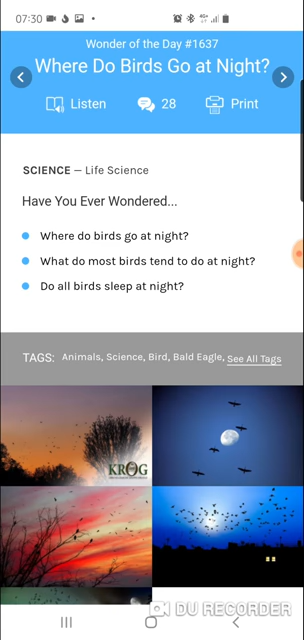 07:30
Wonder of the Day #1637
Where Do Birds Go at Night?
Listen
28
Print
SCIENCE — Life Science
Have You Ever Wondered...
Where do birds go at night?
What do most birds tend to do at night?
Do all birds sleep at night?
TAGS: Animals, Science, Bird, Bald Eagle, See All Tags
KROG
DU RECORDER